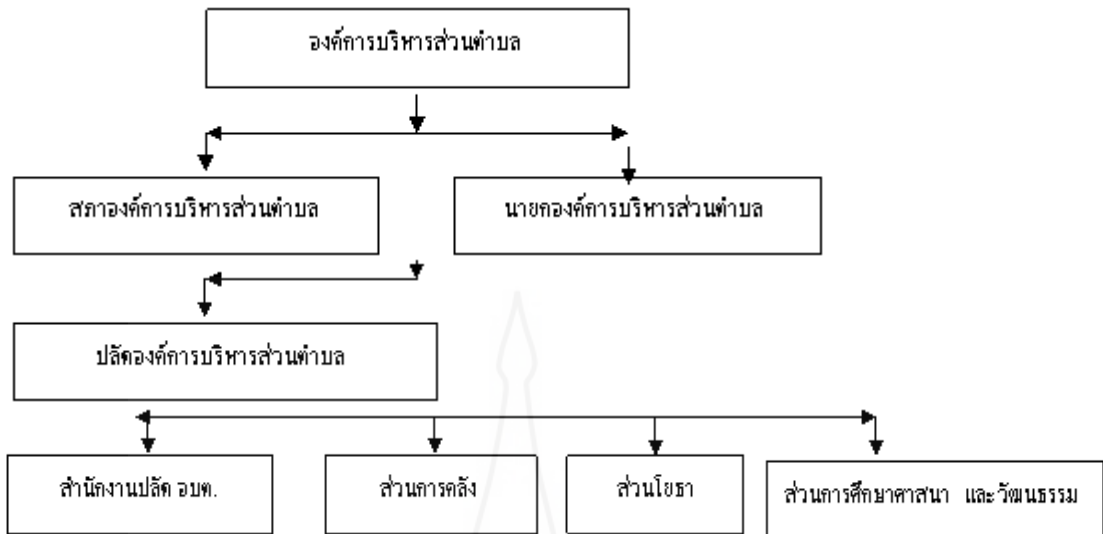 องค์การบริหารส่วนตำบล
สภาองค์การบริหารส่วนตำบล
นายกองค์การบริหารส่วนตำบล
ปลัดองค์การบริหารส่วนตำบล
สำนักงานปลัด อบต.
ส่วนการคลัง
ส่วนโยธา
ส่วนการศึกษาศาสนา และวัฒนธรรม